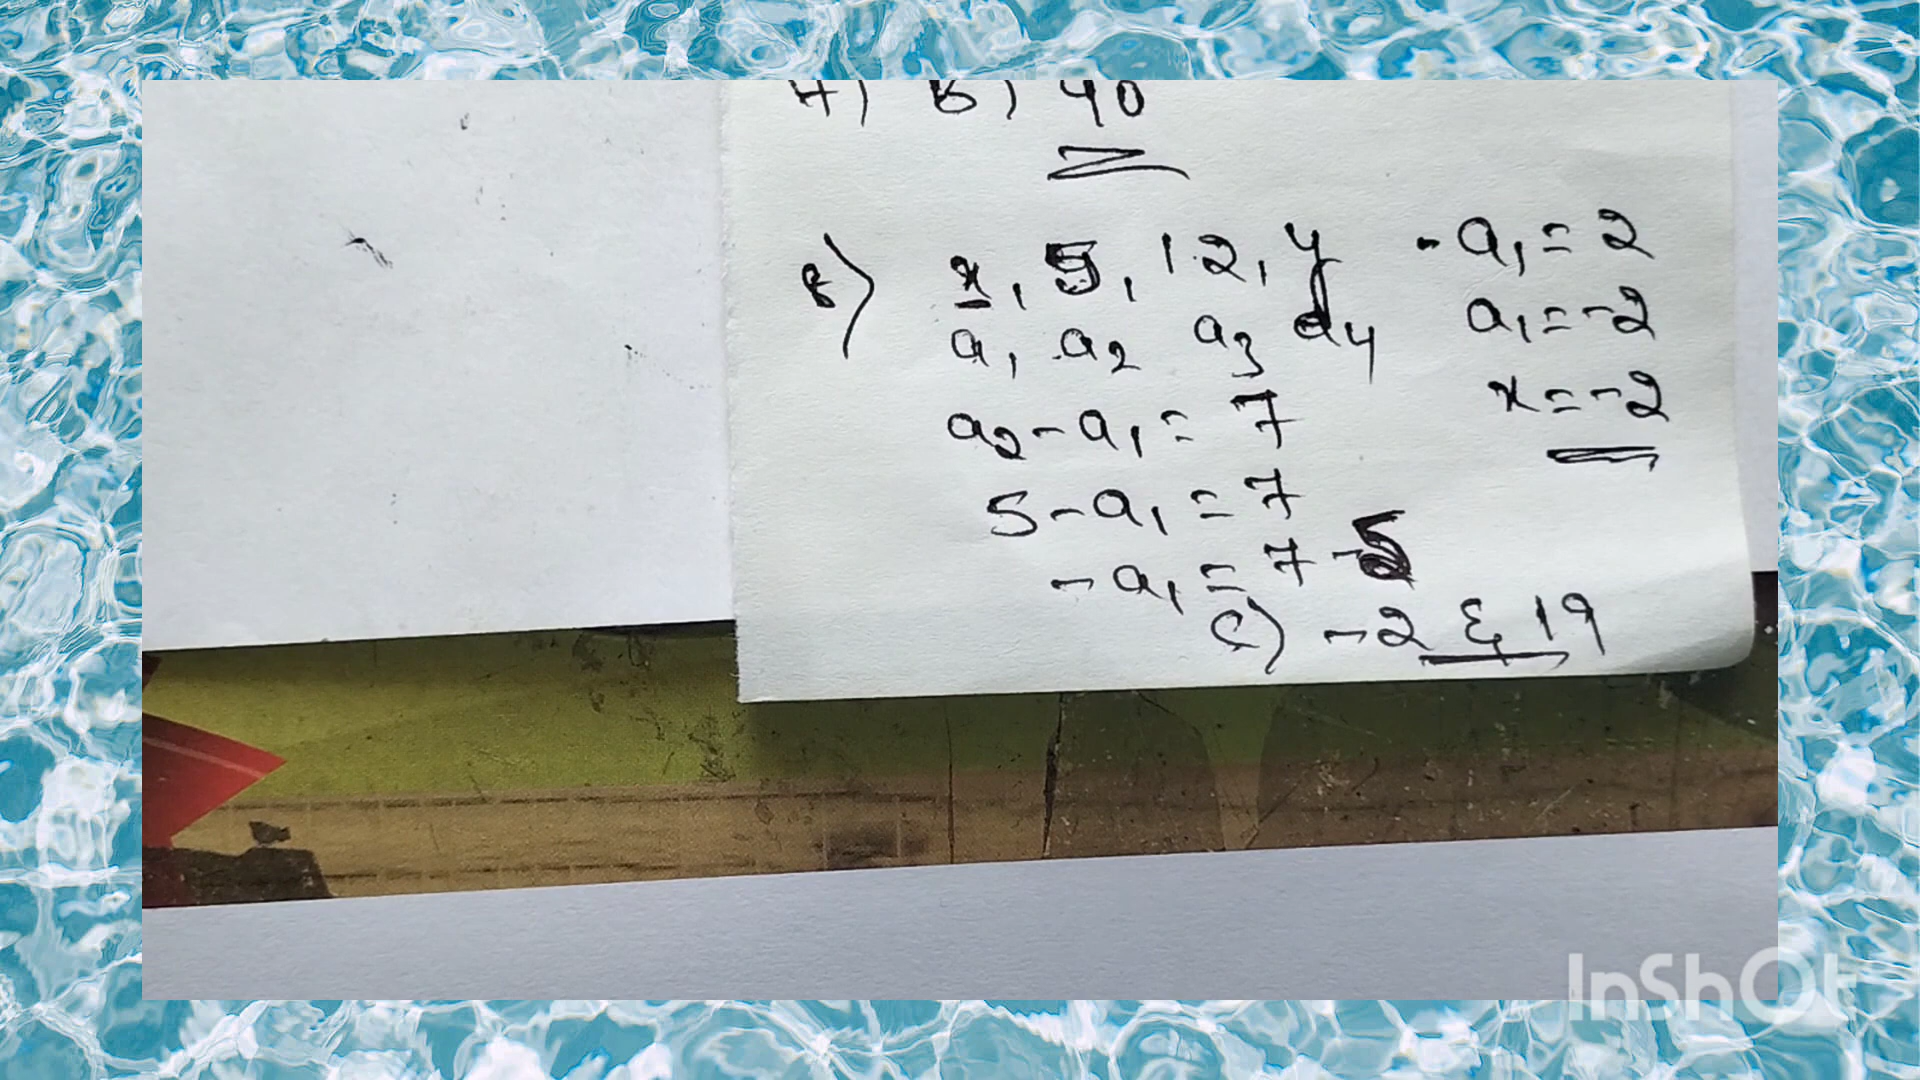 A) B) 40
8) x, 5, 12, y
a1 a2 a3 a4
a2 - a1 = 7
5 - a1 = 7
- a1 = 7 - 5
- a1 = 2
a1 = -2
x = -2
C) -2 & 19
InShOt